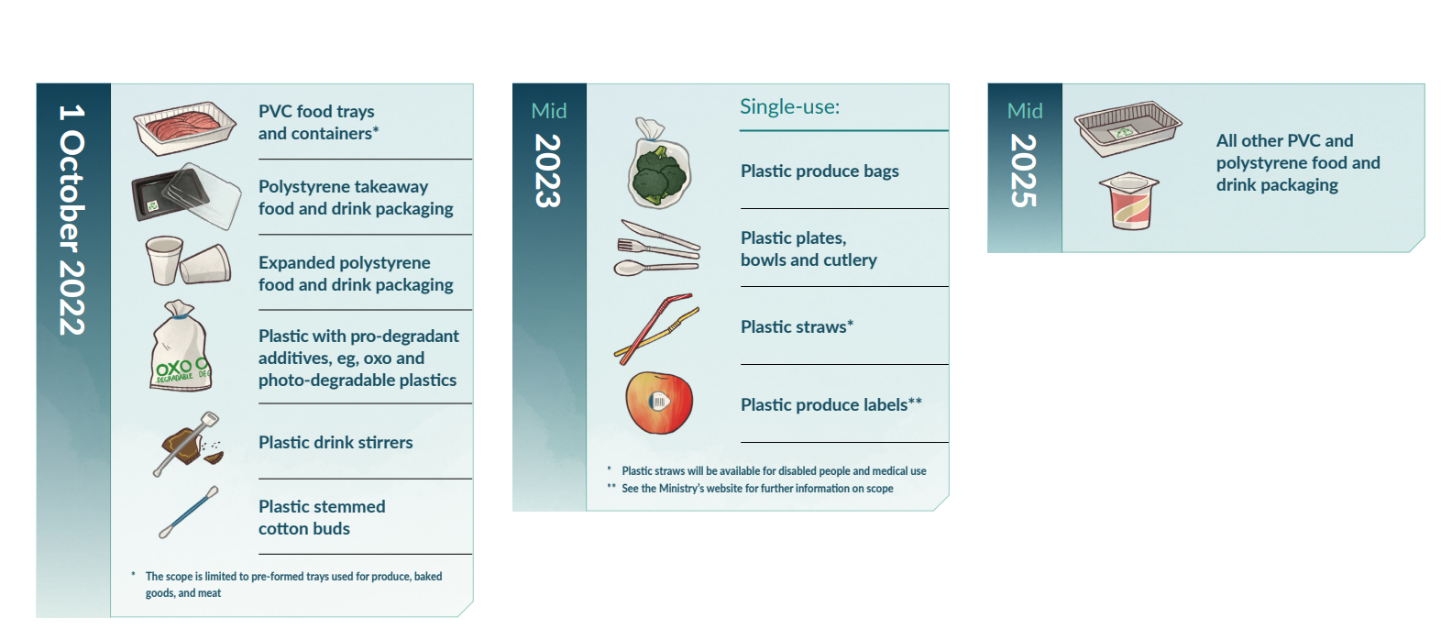 1 October 2022
PVC food trays
and containers*
Polystyrene takeaway
food and drink packaging
Expanded polystyrene
food and drink packaging
OXO
DEGRADABLE
Plastic with pro-degradant
additives, eg, oxo and
photo-degradable plastics
Plastic drink stirrers
Plastic stemmed
cotton buds
* The scope is limited to pre-formed trays used for produce, baked
goods, and meat
Mid 2023
Single-use:
Plastic produce bags
Plastic plates,
bowls and cutlery
Plastic straws*
Plastic produce labels**
* Plastic straws will be available for disabled people and medical use
** See the Ministry's website for further information on scope
Mid 2025
All other PVC and
polystyrene food and
drink packaging